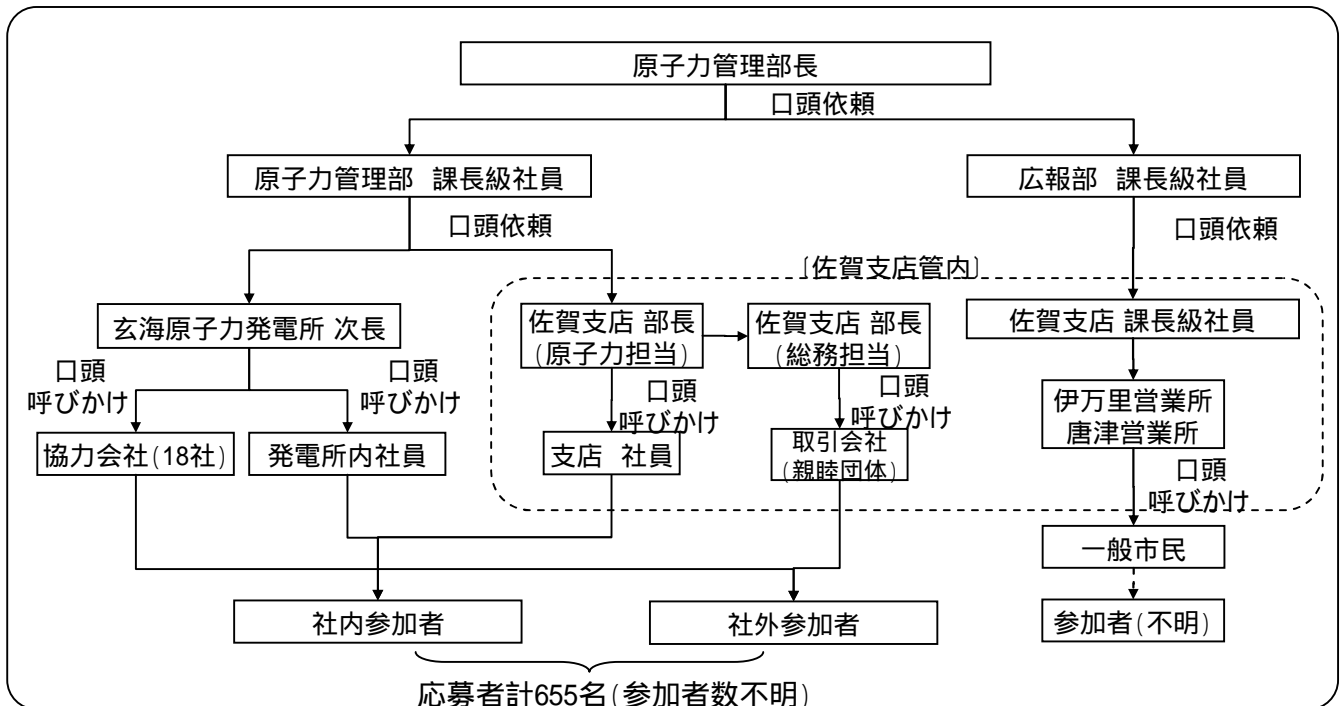 原子力管理部長
口頭依頼
原子力管理部 課長級社員
広報部 課長級社員
口頭依頼
口頭依頼
〔佐賀支店管内〕
玄海原子力発電所 次長
佐賀支店 部長
(原子力担当)
佐賀支店 部長
(総務担当)
佐賀支店 課長級社員
口頭
呼びかけ
口頭
呼びかけ
口頭
呼びかけ
口頭
呼びかけ
伊万里営業所
唐津営業所
協力会社(18社)
発電所内社員
支店 社員
取引会社
(親睦団体)
口頭
呼びかけ
一般市民
社内参加者
社外参加者
参加者(不明)
応募者計655名(参加者数不明)